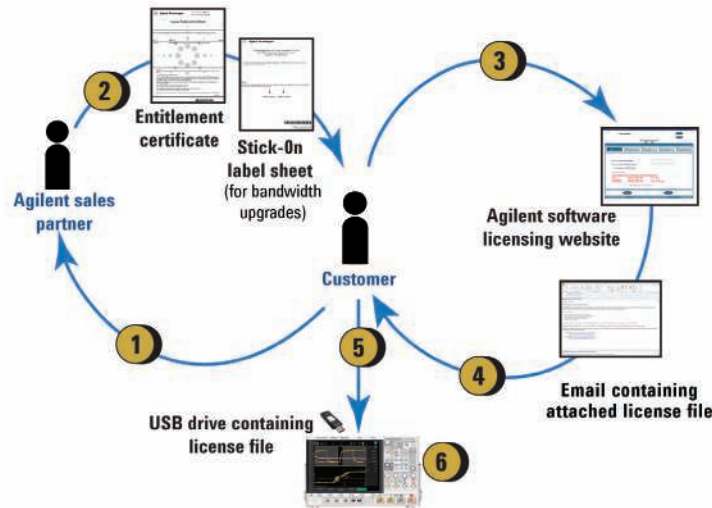 2
Entitlement
certificate
Stick-On
label sheet
(for bandwidth
upgrades)
3
Agilent sales
partner
Agilent software
licensing website
Customer
1
5
4
Email containing
attached license file
USB drive containing
license file
6